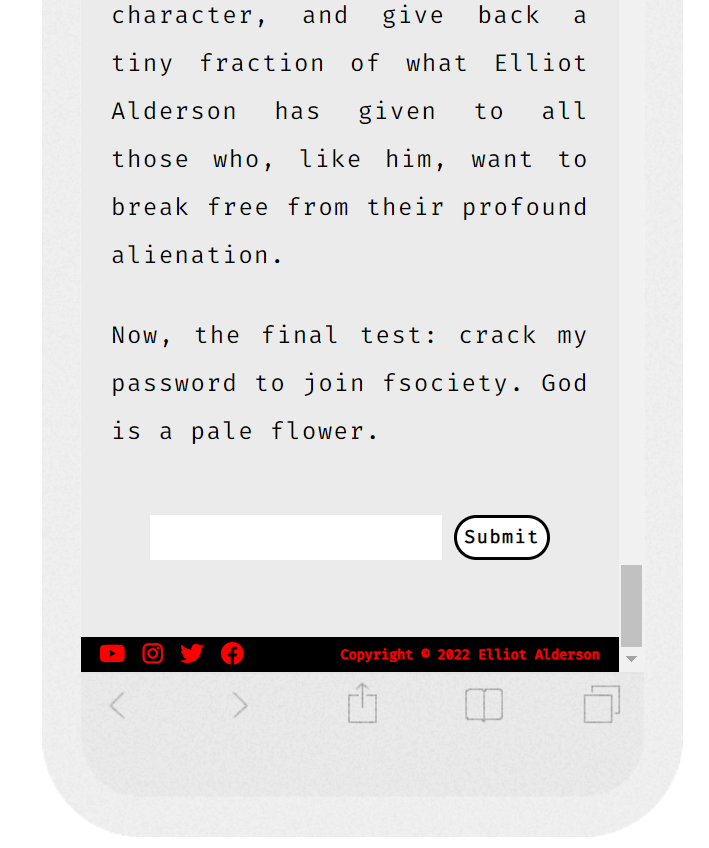 character, and give back a
tiny fraction of what Elliot
Alderson has given to all
those who, like him, want to
break free from their profound
alienation.
Now, the final test: crack my
password to join fsociety. God
is a pale flower.
Submit
Copyright © 2022 Elliot Alderson